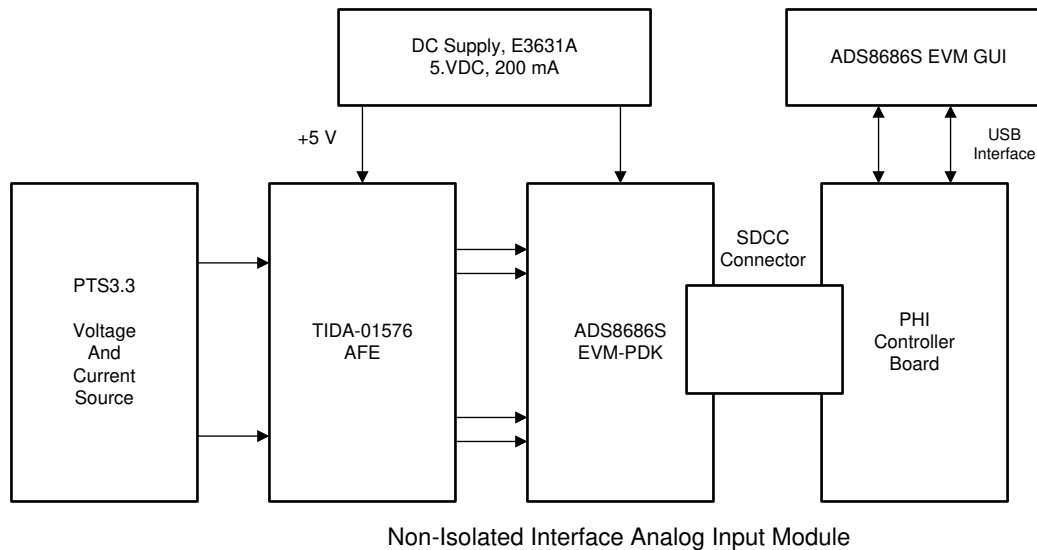 DC Supply, E3631A
5.VDC, 200 mA
ADS8686S EVM GUI
+5 V
USB
Interface
PTS3.3
Voltage
And
Current
Source
TIDA-01576
AFE
ADS8686S
EVM-PDK
SDCC
Connector
PHI
Controller
Board
Non-Isolated Interface Analog Input Module